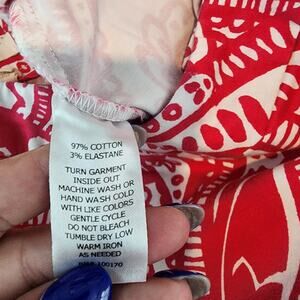 97% COTTON
3% ELASTANE
TURN GARMENT
INSIDE OUT
MACHINE WASH OR
HAND WASH COLD
WITH LIKE COLORS
GENTLE CYCLE
DO NOT BLEACH
TUMBLE DRY LOW
WARM IRON
AS NEEDED